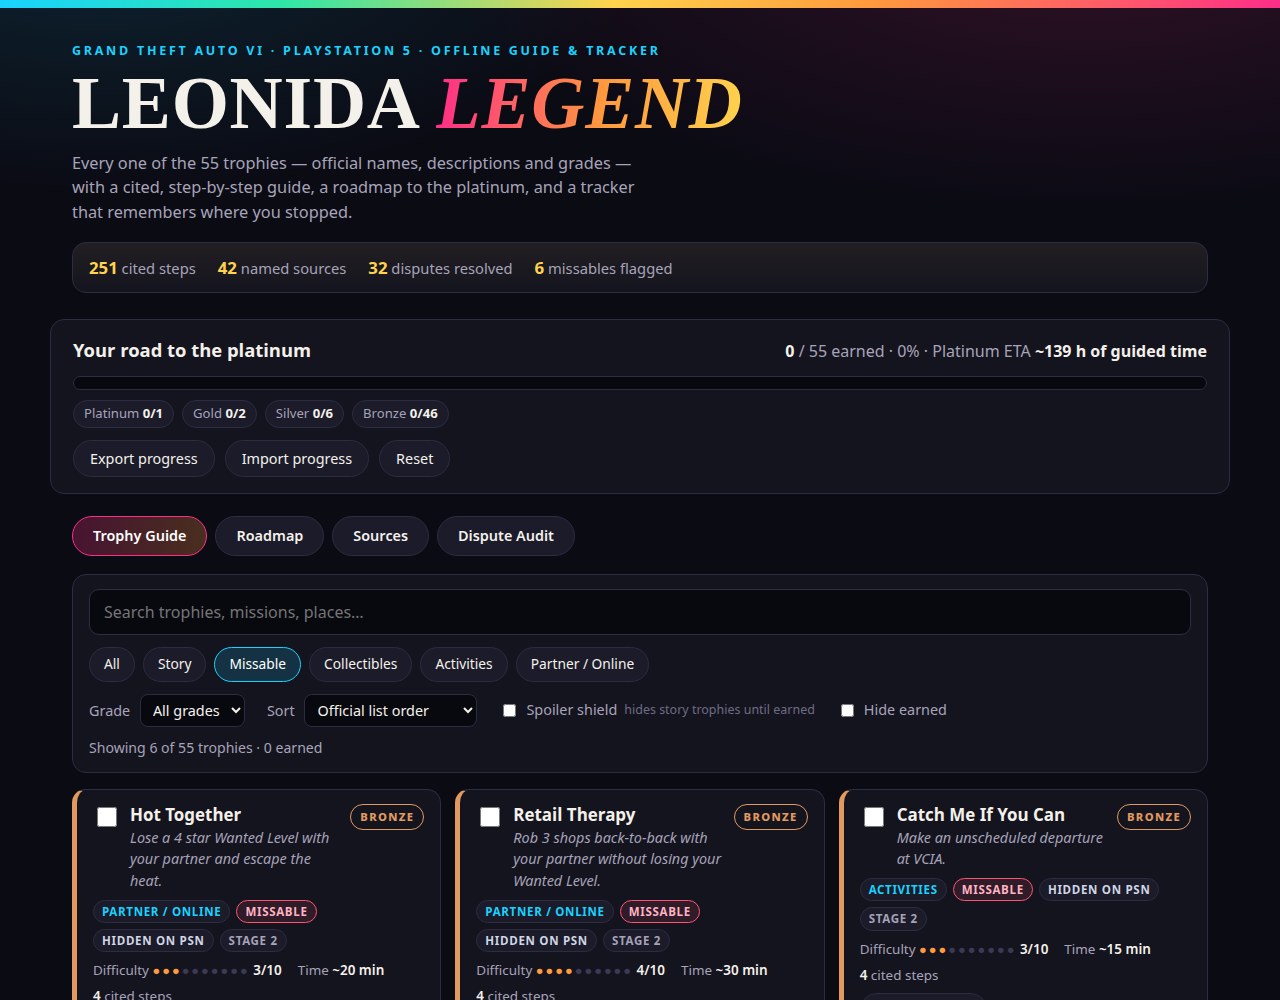 GRAND THEFT AUTO VI · PLAYSTATION 5 · OFFLINE GUIDE & TRACKER
LEONIDA LEGEND
Every one of the 55 trophies — official names, descriptions and grades —
with a cited, step-by-step guide, a roadmap to the platinum, and a tracker
that remembers where you stopped.
251 cited steps 42 named sources 32 disputes resolved 6 missables flagged
Your road to the platinum
0 / 55 earned · 0% · Platinum ETA ~139 h of guided time
Platinum 0/1 Gold 0/2 Silver 0/6 Bronze 0/46
Export progress Import progress Reset
Trophy Guide Roadmap Sources Dispute Audit
Search trophies, missions, places...
All Story Missable Collectibles Activities Partner / Online
Grade All grades Sort Official list order Spoiler shield hides story trophies until earned Hide earned
Showing 6 of 55 trophies · 0 earned
Hot Together BRONZE
Lose a 4 star Wanted Level with
your partner and escape the
heat.
PARTNER / ONLINE MISSABLE
HIDDEN ON PSN STAGE 2
Difficulty 3/10 Time ~20 min
4 cited steps
Retail Therapy BRONZE
Rob 3 shops back-to-back with
your partner without losing your
Wanted Level.
PARTNER / ONLINE MISSABLE
HIDDEN ON PSN STAGE 2
Difficulty 4/10 Time ~30 min
4 cited steps
Catch Me If You Can BRONZE
Make an unscheduled departure
at VCIA.
ACTIVITIES MISSABLE HIDDEN ON PSN
STAGE 2
Difficulty 3/10 Time ~15 min
4 cited steps